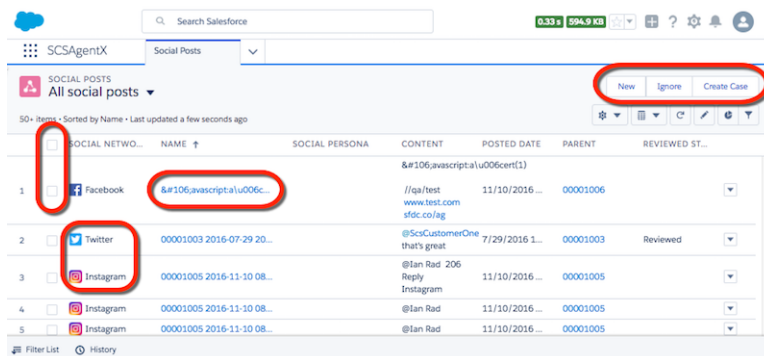 Search Salesforce
0.33 s 594.9 KB
SCSAgentX Social Posts
SOCIAL POSTS
All social posts
New Ignore Create Case
50+ items • Sorted by Name • Last updated a few seconds ago
SOCIAL NETWO... NAME ↑ SOCIAL PERSONA CONTENT POSTED DATE PARENT REVIEWED ST...
&#106;avascript:a\u006cert(1)
1 Facebook &#106;avascript:a\u006c... //qa/test 11/10/2016 ... 00001006
www.test.com
sfdc.co/ag
2 Twitter 00001003 2016-07-29 20... @ScsCustomerOne 7/29/2016 1... 00001003 Reviewed
that's great
@Ian Rad 206
3 Instagram 00001005 2016-11-10 08... Reply 11/10/2016 ... 00001005
Instagram
4 Instagram 00001005 2016-11-10 08... @Ian Rad 11/10/2016 ... 00001005
5 Instagram 00001005 2016-11-10 08... @Ian Rad 11/10/2016 ... 00001005
Filter List History